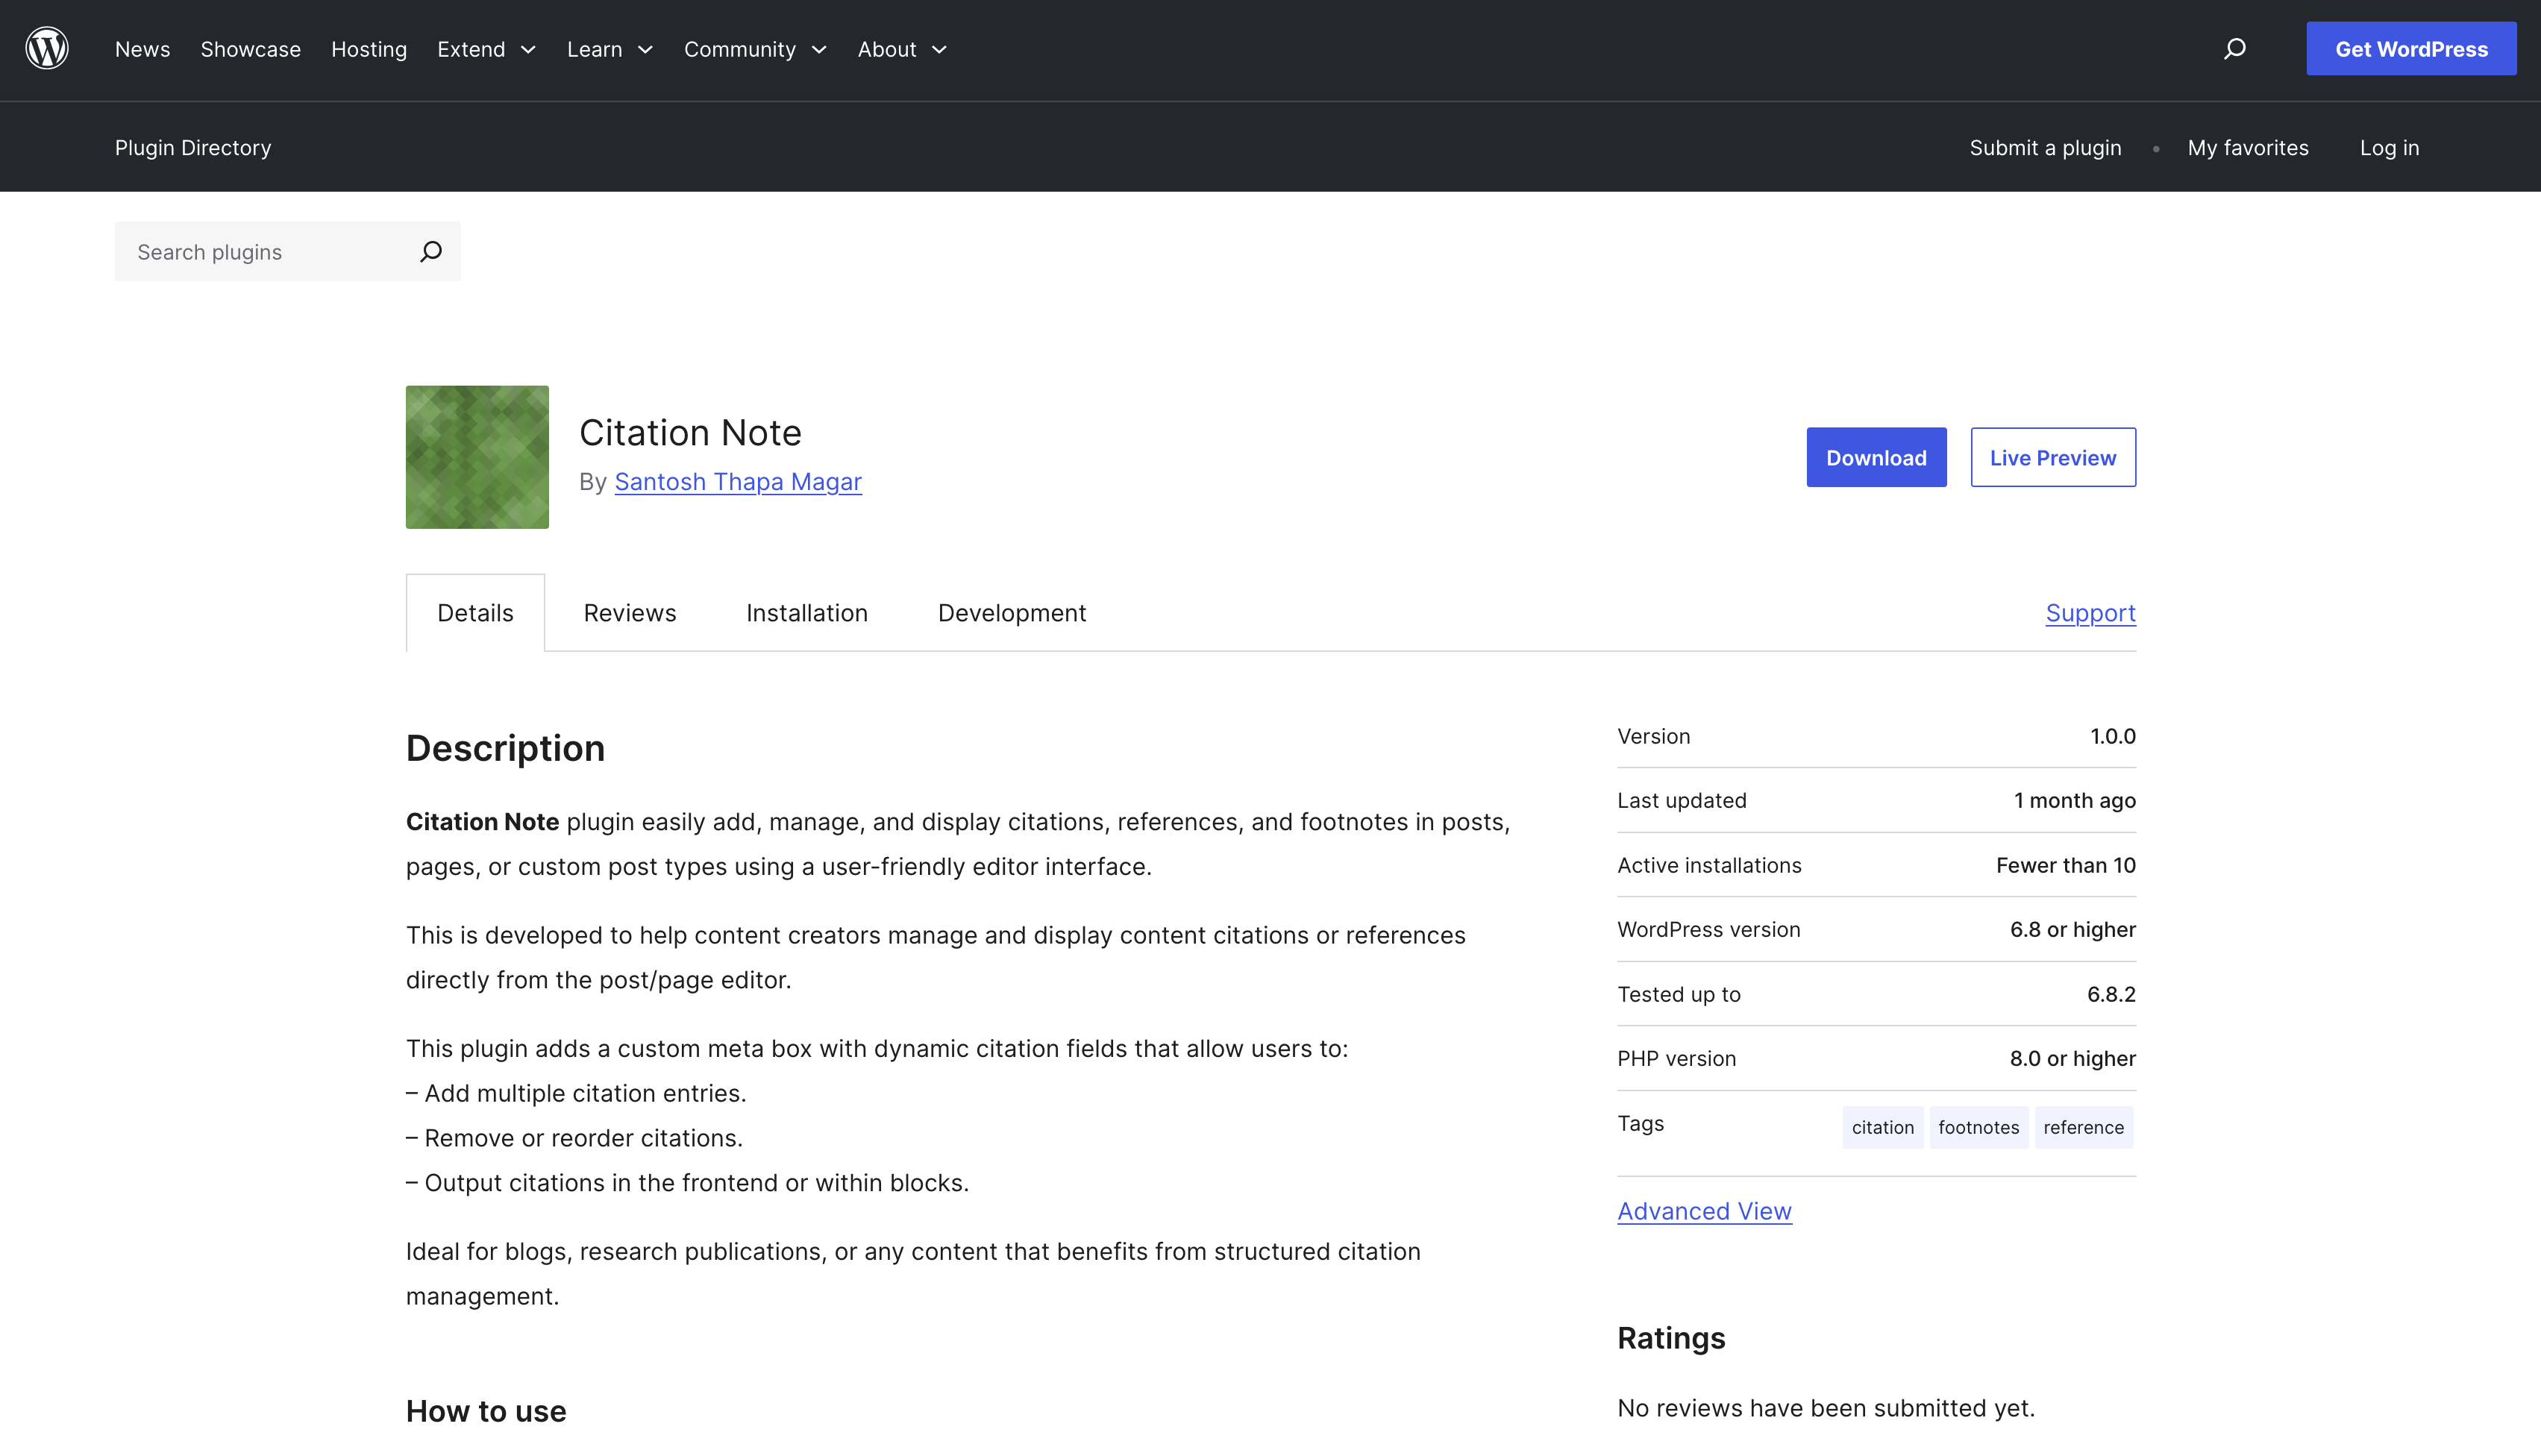 News Showcase Hosting Extend Learn Community About Get WordPress
Plugin Directory Submit a plugin • My favorites Log in
Search plugins
Citation Note
By Santosh Thapa Magar
Download Live Preview
Details Reviews Installation Development Support
Description
Citation Note plugin easily add, manage, and display citations, references, and footnotes in posts,
pages, or custom post types using a user-friendly editor interface.
This is developed to help content creators manage and display content citations or references
directly from the post/page editor.
This plugin adds a custom meta box with dynamic citation fields that allow users to:
– Add multiple citation entries.
– Remove or reorder citations.
– Output citations in the frontend or within blocks.
Ideal for blogs, research publications, or any content that benefits from structured citation
management.
How to use
Version 1.0.0
Last updated 1 month ago
Active installations Fewer than 10
WordPress version 6.8 or higher
Tested up to 6.8.2
PHP version 8.0 or higher
Tags citation footnotes reference
Advanced View
Ratings
No reviews have been submitted yet.